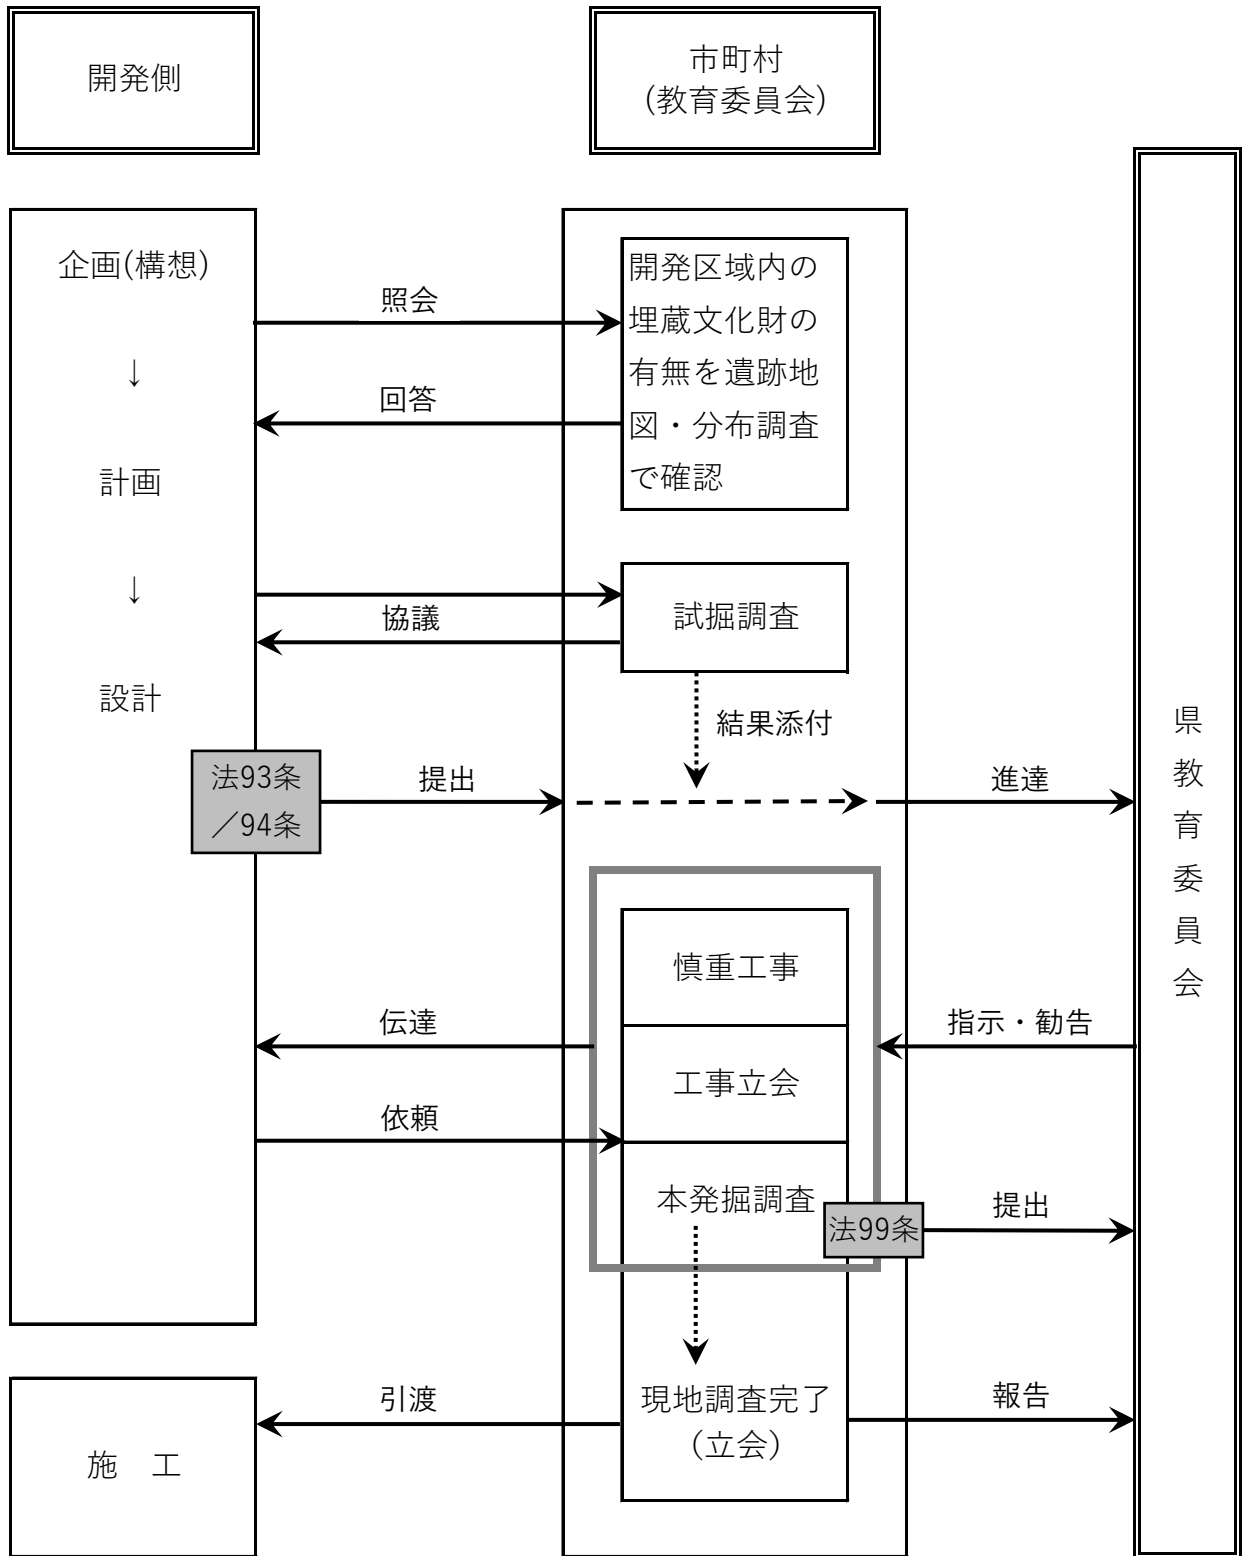 開発側
市町村
(教育委員会)
企画(構想)
↓
計画
↓
設計
照会
回答
開発区域内の
埋蔵文化財の
有無を遺跡地
図・分布調査
で確認
協議
試掘調査
結果添付
法93条
／94条
提出
進達
慎重工事
工事立会
本発掘調査
伝達
指示・勧告
依頼
法99条
提出
現地調査完了
(立会)
引渡
報告
施　工
県教育委員会